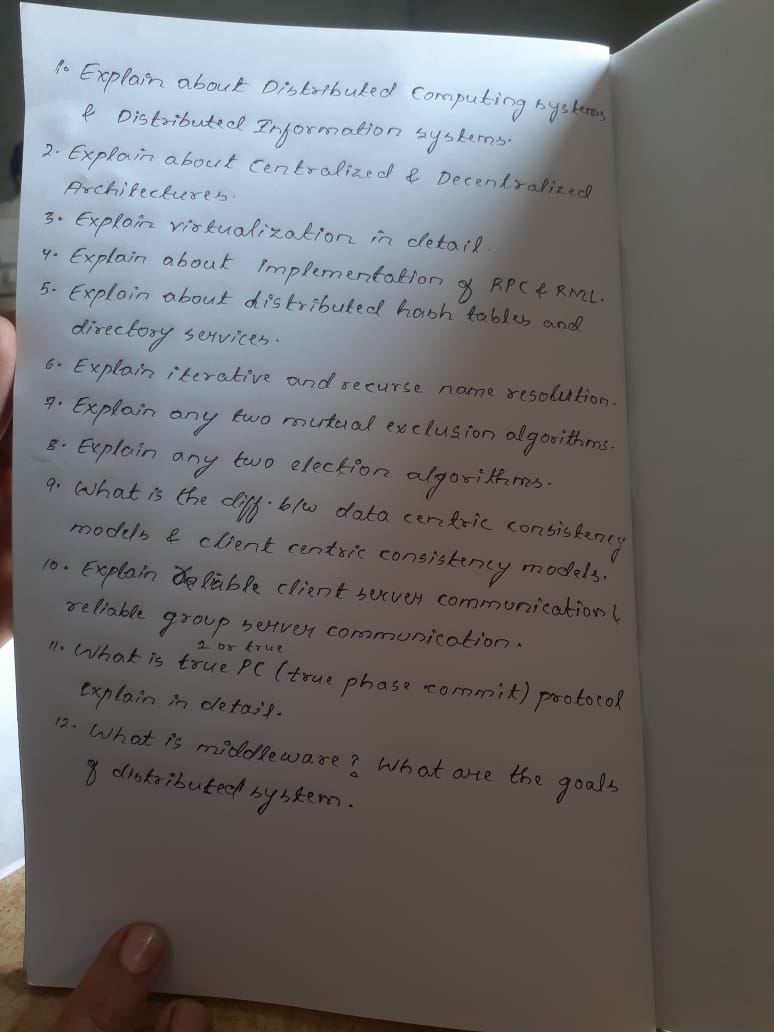 1. Explain about Distributed Computing systems
& Distributed Information systems.
2. Explain about Centralized & Decentralized
Architectures.
3. Explain virtualization in detail.
4. Explain about implementation of RPC & RMI.
5. Explain about distributed hash tables and
directory services.
6. Explain iterative and recurse name resolution.
7. Explain any two mutual exclusion algorithms.
8. Explain any two election algorithms.
9. What is the diff. b/w data centric consistency
models & client centric consistency models.
10. Explain reliable client server communication &
reliable group server communication.
2 or true
11. What is true PC (true phase commit) protocol
explain in detail.
12. What is middleware? What are the goals
of distributed system.